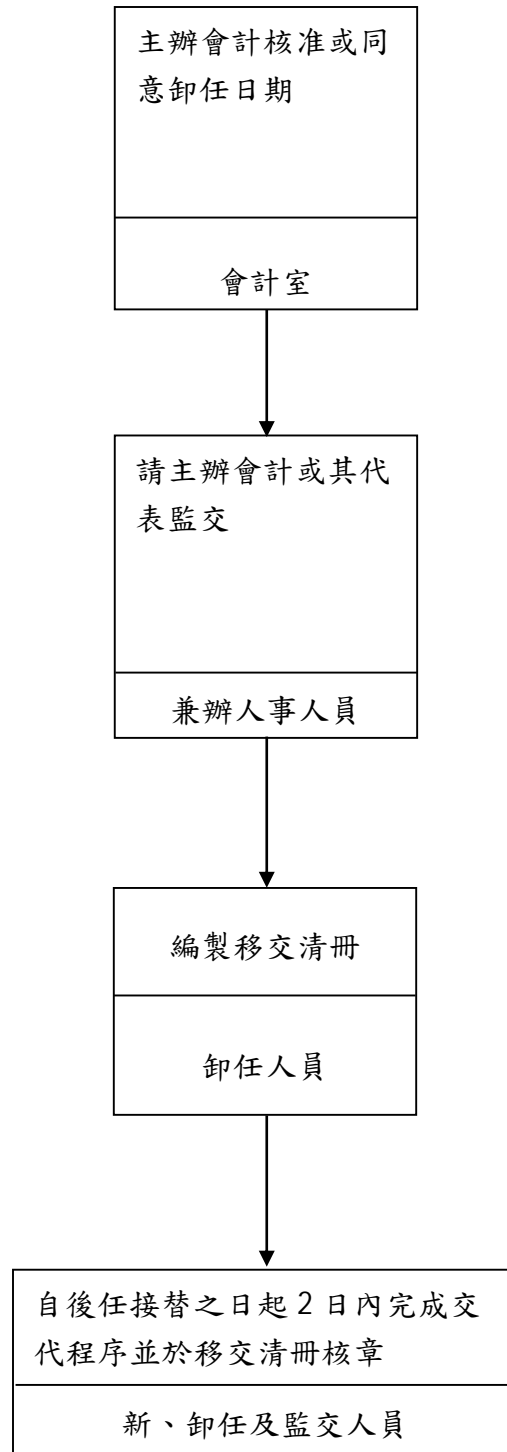 主辦會計核准或同
意卸任日期
會計室
請主辦會計或其代
表監交
兼辦人事人員
編製移交清冊
卸任人員
自後任接替之日起2日內完成交
代程序並於移交清冊核章
新、卸任及監交人員